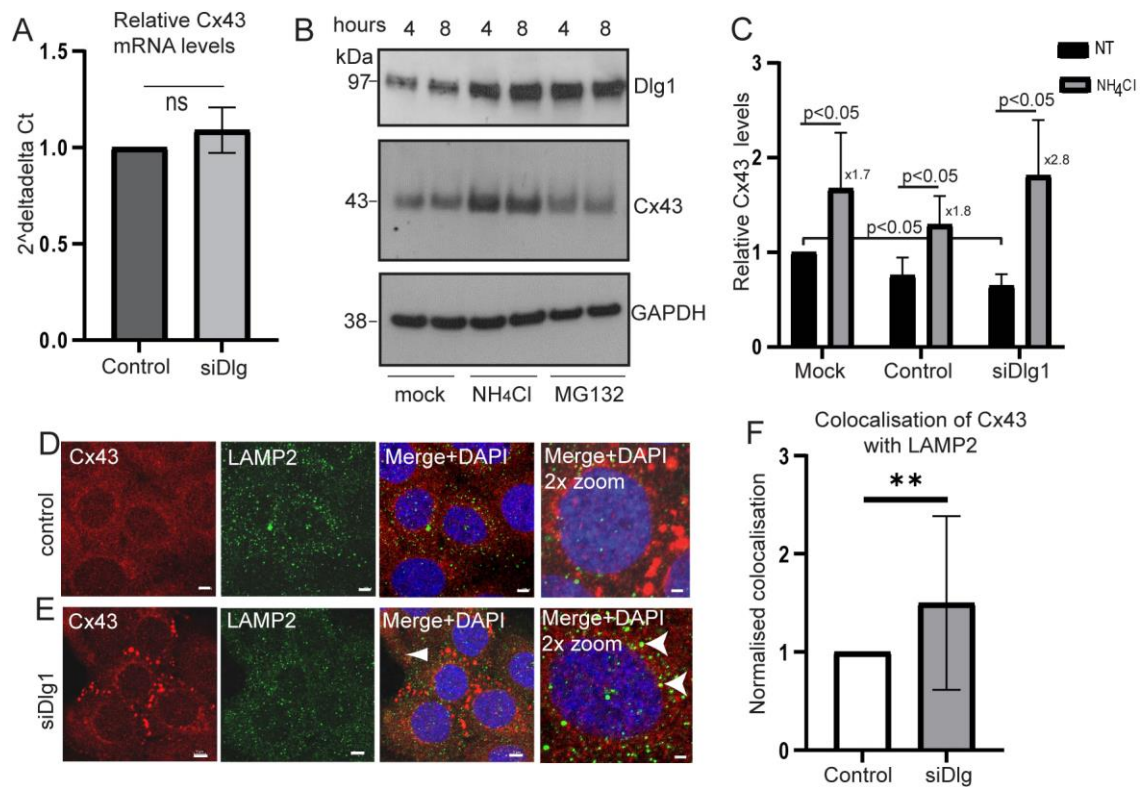 A
Relative Cx43
mRNA levels
2^deltadelta Ct
1.5
1.0
0.5
0.0
ns
Control
siDlg
B
hours 4 8 4 8 4 8
kDa
97
Dlg1
43
Cx43
38
GAPDH
mock
NH4Cl
MG132
C
NT
NH4Cl
Relative Cx43 levels
3
2
1
0
p<0.05
x1.7
p<0.05
p<0.05
x1.8
p<0.05
x2.8
Mock
Control
siDlg1
D
control
Cx43
LAMP2
Merge+DAPI
Merge+DAPI
2x zoom
E
siDlg1
Cx43
LAMP2
Merge+DAPI
Merge+DAPI
2x zoom
F
Colocalisation of Cx43
with LAMP2
Normalised colocalisation
3
2
1
0
**
Control
siDlg